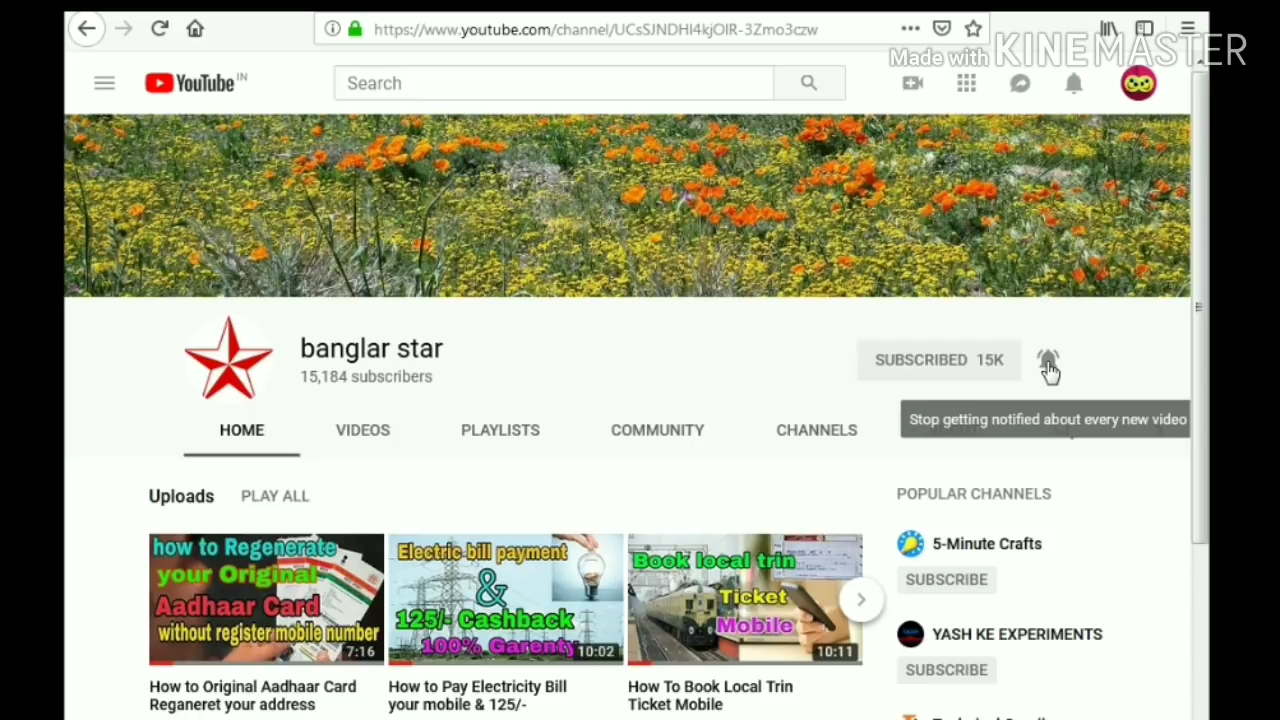 https://www.youtube.com/channel/UCsSJNDHl4kjOlR-3Zmo3czw
Made with KINEMASTER
YouTube IN
Search
banglar star
15,184 subscribers
SUBSCRIBED 15K
Stop getting notified about every new video
HOME
VIDEOS
PLAYLISTS
COMMUNITY
CHANNELS
Uploads
PLAY ALL
how to Regenerate
your Original
Aadhaar Card
without register mobile number
7:16
Electric bill payment
&
125/- Cashback
100% Garenty
10:02
Book local trin
Ticket
Mobile
10:11
How to Original Aadhaar Card
Reganeret your address
How to Pay Electricity Bill
your mobile & 125/-
How To Book Local Trin
Ticket Mobile
POPULAR CHANNELS
5-Minute Crafts
SUBSCRIBE
YASH KE EXPERIMENTS
SUBSCRIBE